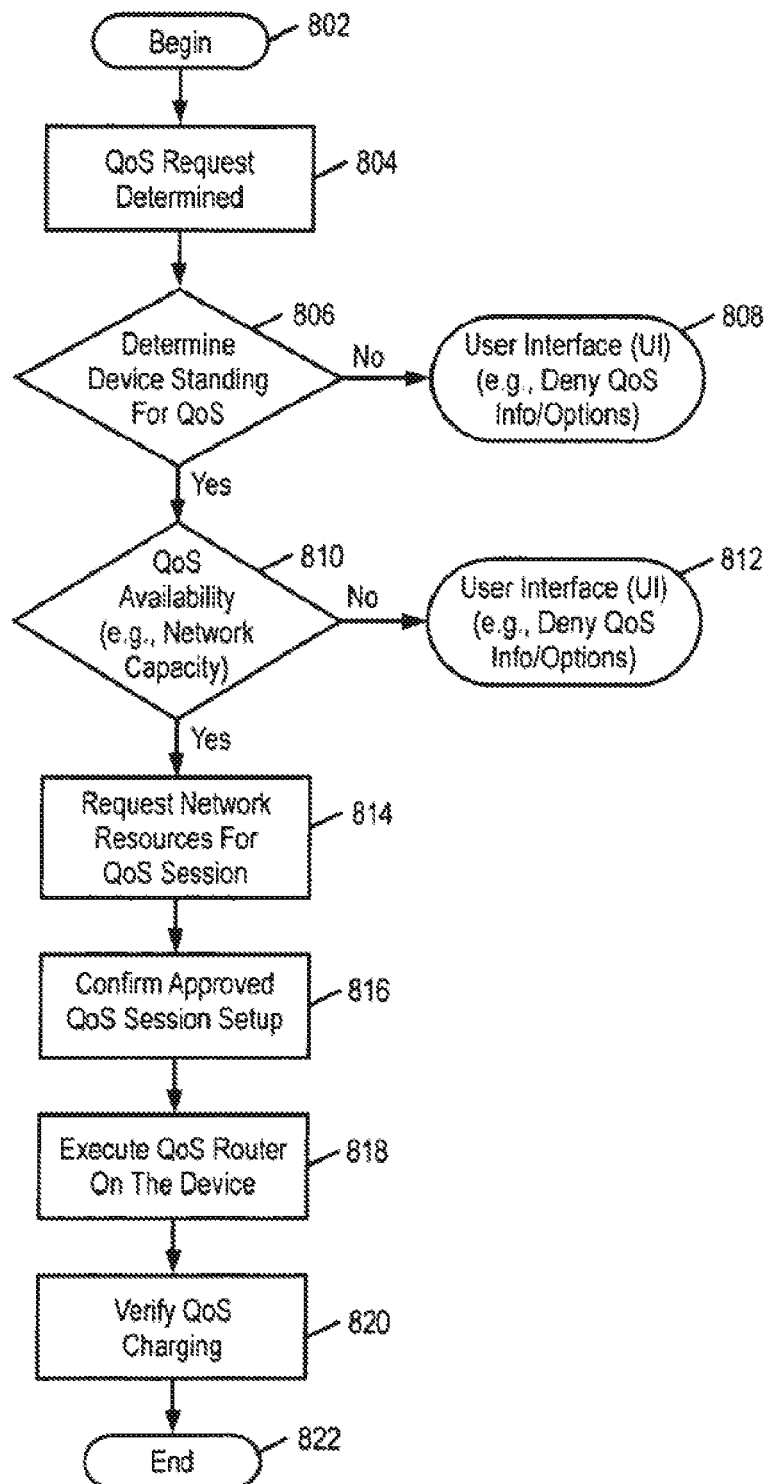 Begin
802
QoS Request
Determined
804
806
Determine
Device Standing
For QoS
No
User Interface (UI)
(e.g., Deny QoS
Info/Options)
808
Yes
810
QoS
Availability
(e.g., Network
Capacity)
No
User Interface (UI)
(e.g., Deny QoS
Info/Options)
812
Yes
Request Network
Resources For
QoS Session
814
Confirm Approved
QoS Session Setup
816
Execute QoS Router
On The Device
818
Verify QoS
Charging
820
End
822